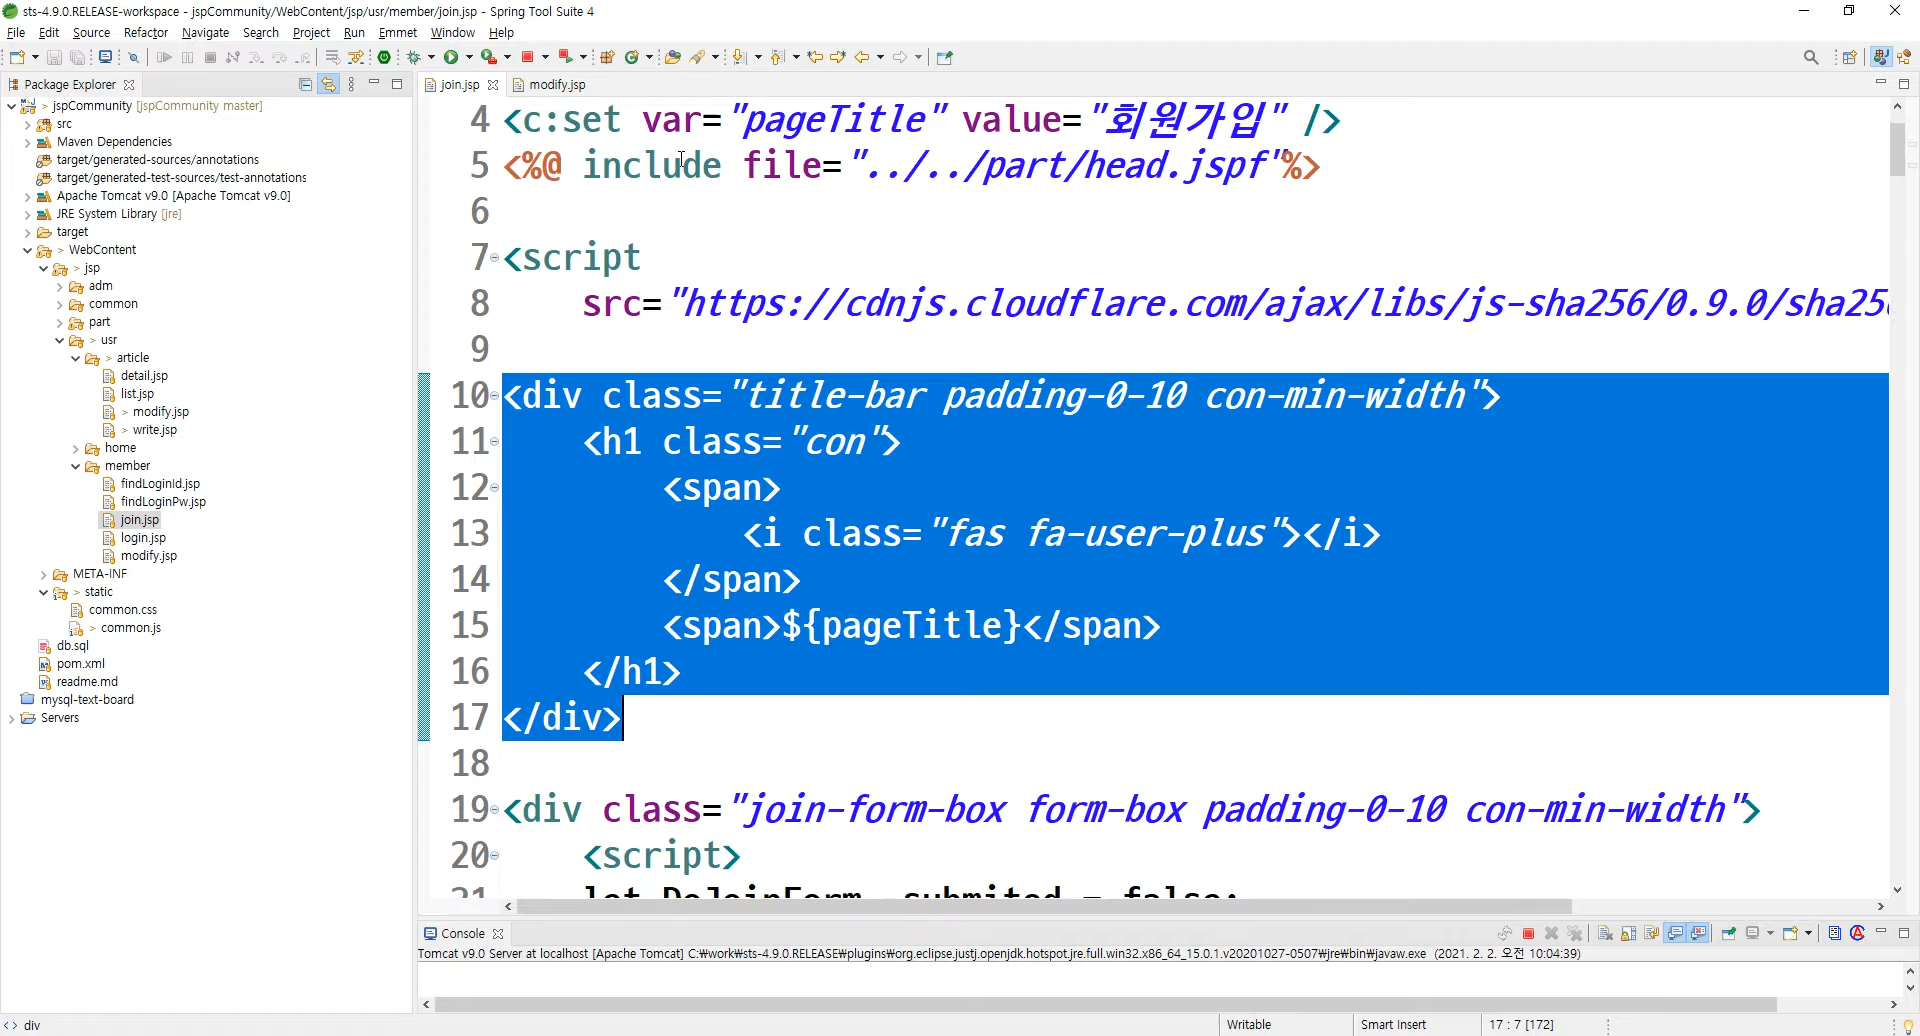 sts-4.9.0.RELEASE-workspace - jspCommunity/WebContent/jsp/usr/member/join.jsp - Spring Tool Suite 4
File Edit Source Refactor Navigate Search Project Run Emmet Window Help
Package Explorer
join.jsp
modify.jsp
> jspCommunity [jspCommunity master]
src
Maven Dependencies
target/generated-sources/annotations
target/generated-test-sources/test-annotations
Apache Tomcat v9.0 [Apache Tomcat v9.0]
JRE System Library [jre]
target
> WebContent
> jsp
> adm
> common
> part
> usr
> article
detail.jsp
list.jsp
> modify.jsp
> write.jsp
> home
> member
findLoginId.jsp
findLoginPw.jsp
join.jsp
login.jsp
modify.jsp
META-INF
> static
common.css
> common.js
db.sql
pom.xml
readme.md
mysql-text-board
Servers
4 <c:set var="pageTitle" value="회원가입" />
5 <%@ include file="../../part/head.jspf"%>
6
7 <script
8 src="https://cdnjs.cloudflare.com/ajax/libs/js-sha256/0.9.0/sha256
9
10 <div class="title-bar padding-0-10 con-min-width">
11 <h1 class="con">
12 <span>
13 <i class="fas fa-user-plus"></i>
14 </span>
15 <span>${pageTitle}</span>
16 </h1>
17 </div>
18
19 <div class="join-form-box form-box padding-0-10 con-min-width">
20 <script>
21 let DoJoinForm__submited = false;
Console
Tomcat v9.0 Server at localhost [Apache Tomcat] C:₩work₩sts-4.9.0.RELEASE₩plugins₩org.eclipse.justj.openjdk.hotspot.jre.full.win32.x86_64_15.0.1.v20201027-0507₩jre₩bin₩javaw.exe (2021. 2. 2. 오전 10:04:39)
<> div
Writable
Smart Insert
17 : 7 [172]